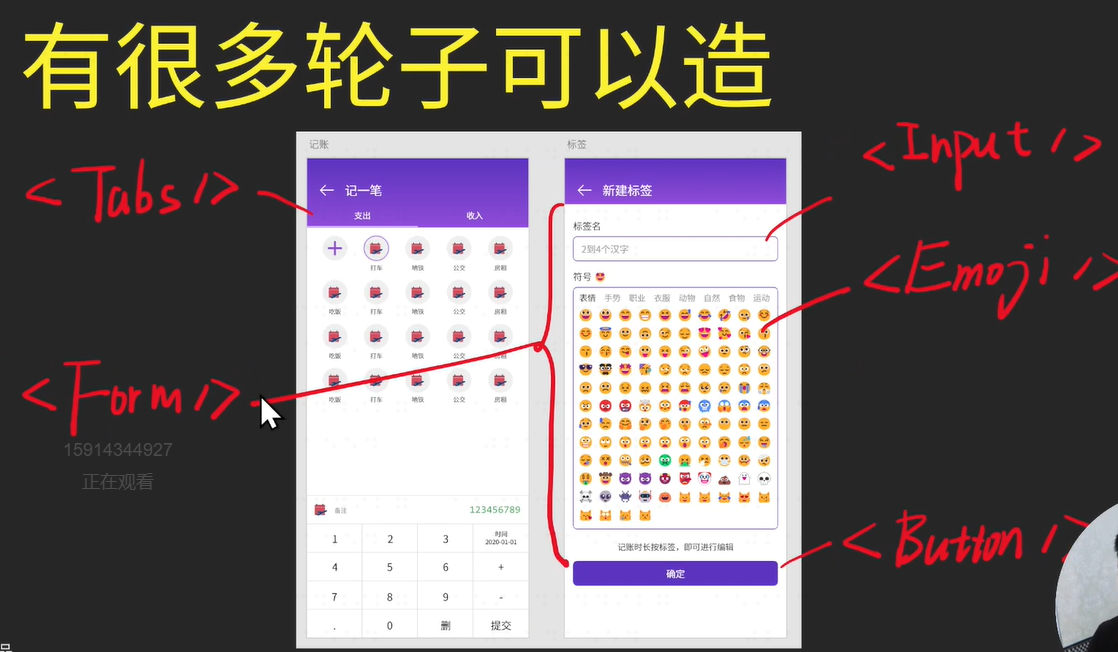 有很多轮子可以造
记账
标签
<Input />
<Tabs />
记一笔
支出 收入
新建标签
标签名
2到4个汉字
符号
<Emoji />
表情 手势 职业 衣服 动物 自然 食物 运动
打车 地铁 公交 房租
吃饭 打车 地铁 公交 房租
吃饭 打车 地铁 公交 房租
吃饭 打车 地铁 公交 房租
<Form />
15914344927
正在观看
备注 123456789
1 2 3 时间
2020-01-01
4 5 6 +
7 8 9 -
. 0 删 提交
记账时长按标签，即可进行编辑
确定
<Button />